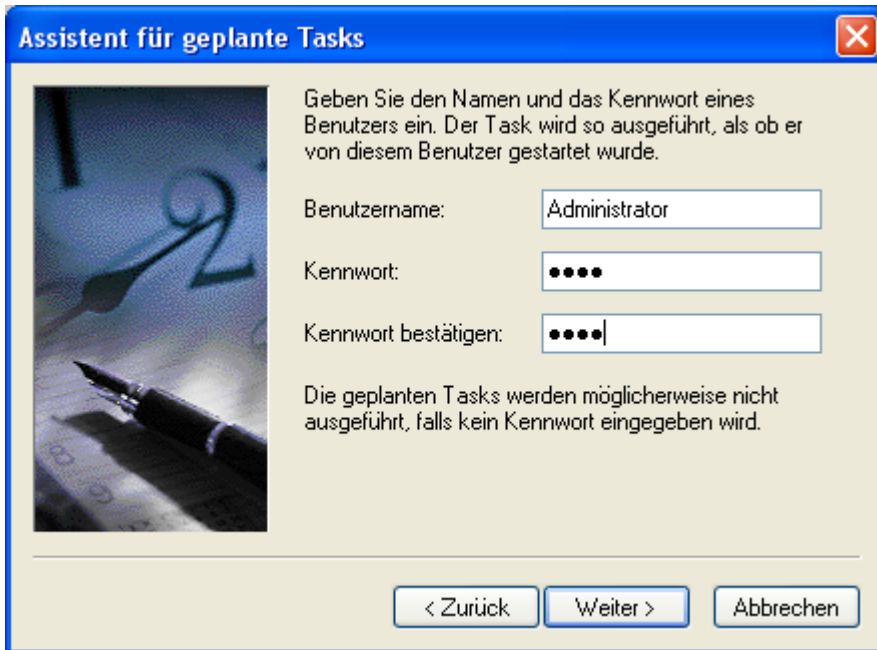 Assistent für geplante Tasks
Geben Sie den Namen und das Kennwort eines
Benutzers ein. Der Task wird so ausgeführt, als ob er
von diesem Benutzer gestartet wurde.
Benutzername: Administrator
Kennwort: ●●●●
Kennwort bestätigen: ●●●●
Die geplanten Tasks werden möglicherweise nicht
ausgeführt, falls kein Kennwort eingegeben wird.
< Zurück Weiter > Abbrechen